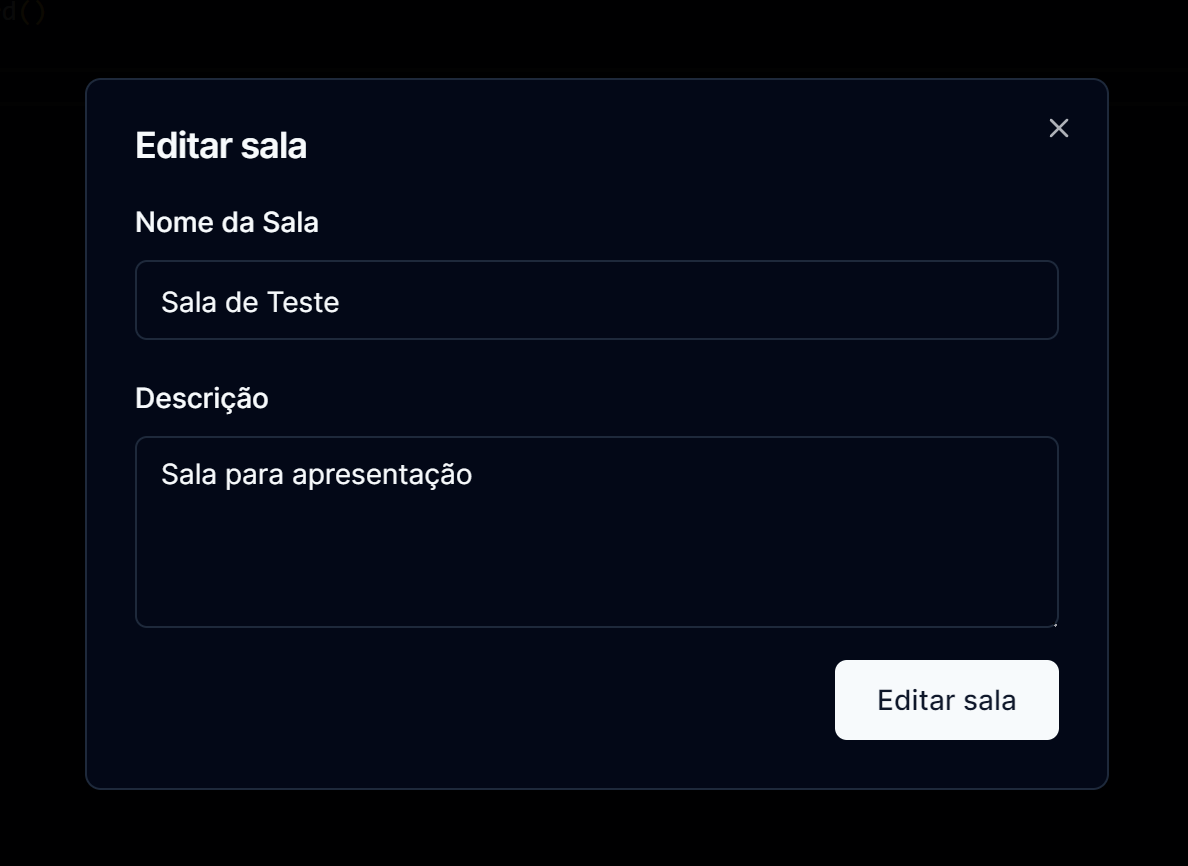 d()
Editar sala
Nome da Sala
Sala de Teste
Descrição
Sala para apresentação
Editar sala